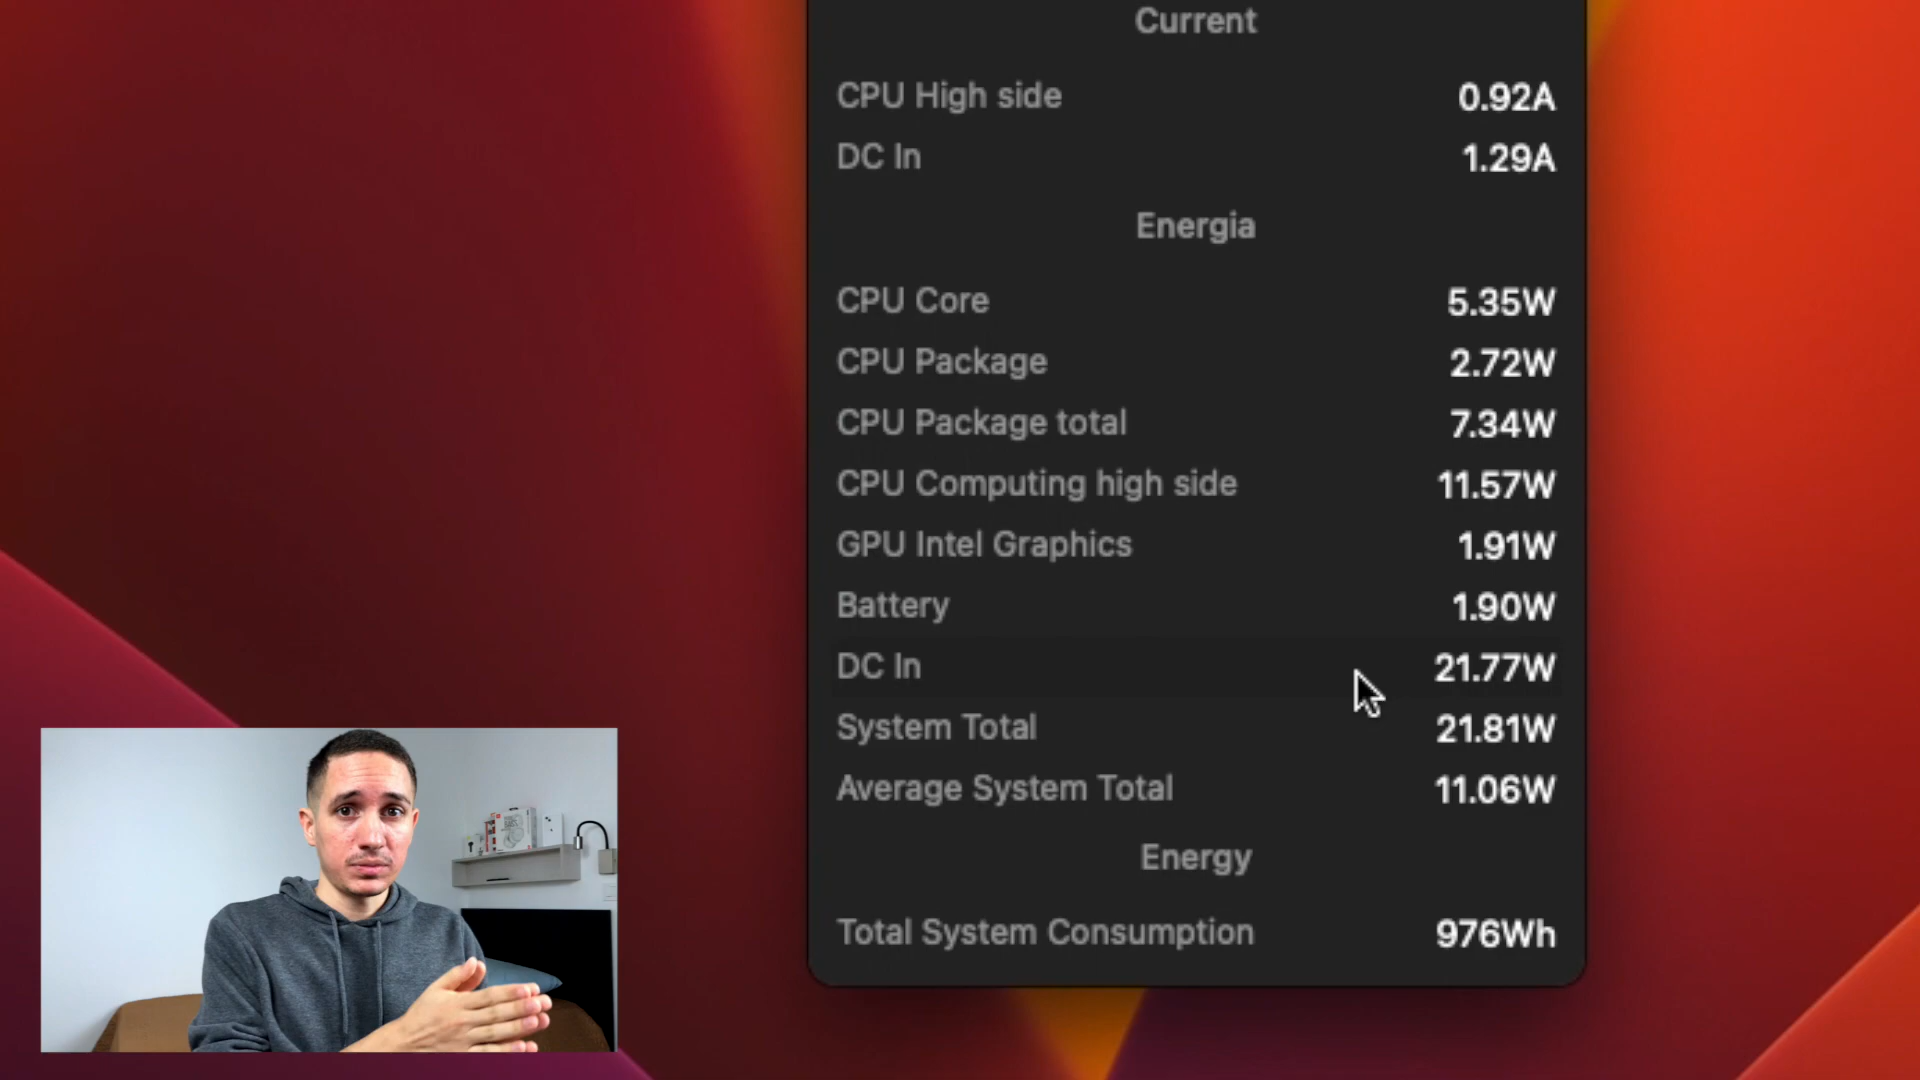 Current
CPU High side 0.92A
DC In 1.29A
Energia
CPU Core 5.35W
CPU Package 2.72W
CPU Package total 7.34W
CPU Computing high side 11.57W
GPU Intel Graphics 1.91W
Battery 1.90W
DC In 21.77W
System Total 21.81W
Average System Total 11.06W
Energy
Total System Consumption 976Wh